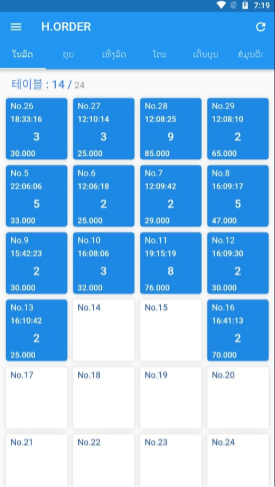 7:19
H.ORDER
ໃນລັດ
ຕູບ
ເທິງລັດ
ໂຕະ
ເດີນຍູນ
테이블 : 14 / 24
No.26 No.27 No.28 No.29
18:33:16 12:10:14 12:08:25 12:08:10
3 3 9 2
30.000 25.000 85.000 65.000
No.5 No.6 No.7 No.8
22:06:06 12:06:18 12:09:42 16:09:17
5 2 2 5
33.000 25.000 29.000 47.000
No.9 No.10 No.11 No.12
15:42:23 16:08:06 19:15:19 16:09:30
2 3 8 2
30.000 32.000 76.000 30.000
No.13 No.14 No.15 No.16
16:10:42 16:41:13
2 2
25.000 70.000
No.17 No.18 No.19 No.20
No.21 No.22 No.23 No.24